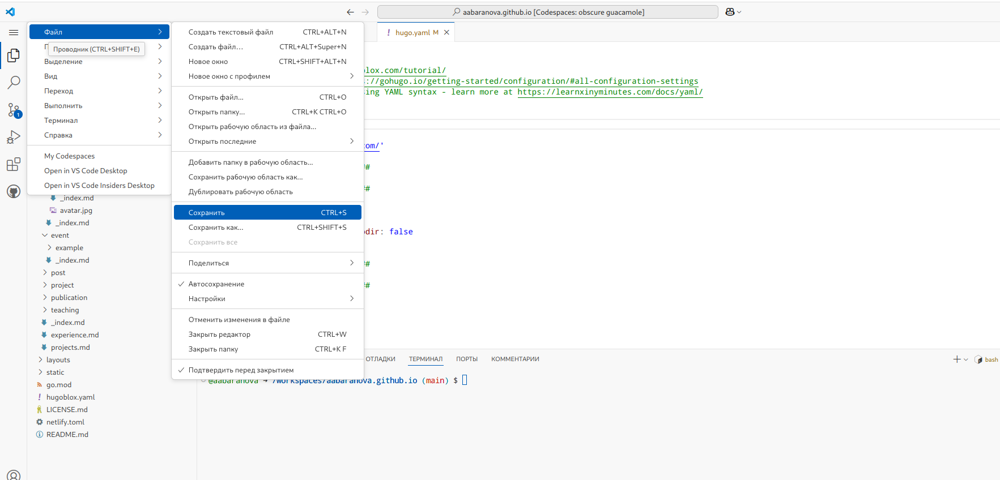 aabaranova.github.io [Codespaces: obscure guacamole]
Файл
Проводник (CTRL+SHIFT+E)
Выделение
Вид
Переход
Выполнить
Терминал
Справка
My Codespaces
Open in VS Code Desktop
Open in VS Code Insiders Desktop
Создать текстовый файл CTRL+ALT+N
Создать файл... CTRL+ALT+Super+N
Новое окно CTRL+SHIFT+ALT+N
Новое окно с профилем
Открыть файл... CTRL+O
Открыть папку... CTRL+K CTRL+O
Открыть рабочую область из файла...
Открыть последние
Добавить папку в рабочую область...
Сохранить рабочую область как...
Дублировать рабочую область
Сохранить CTRL+S
Сохранить как... CTRL+SHIFT+S
Сохранить все
Поделиться
Автосохранение
Настройки
Отменить изменения в файле
Закрыть редактор CTRL+W
Закрыть папку CTRL+K F
Подтвердить перед закрытием
! hugo.yaml M
lox.com/tutorial/
://gohugo.io/getting-started/configuration/#all-configuration-settings
ing YAML syntax - learn more at https://learnxinyminutes.com/docs/yaml/
om/'
##
##
dir: false
##
##
1
_index.md
avatar.jpg
_index.md
event
example
_index.md
post
project
publication
teaching
_index.md
experience.md
projects.md
layouts
static
go.mod
! hugoblox.yaml
LICENSE.md
netlify.toml
README.md
ОТЛАДКИ ТЕРМИНАЛ ПОРТЫ КОММЕНТАРИИ
bash
@aabaranova → /workspaces/aabaranova.github.io (main) $